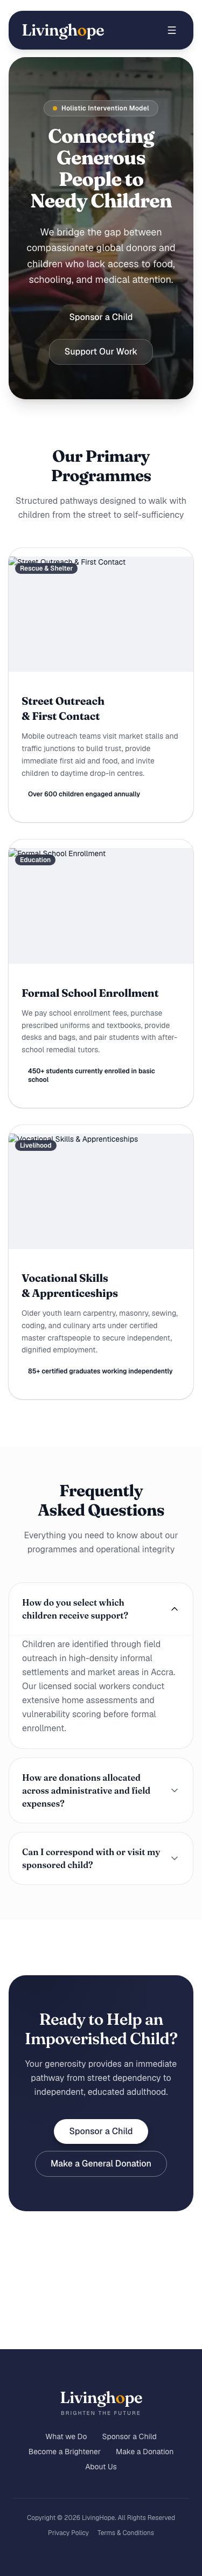 Livinghope
Holistic Intervention Model
Connecting
Generous
People to
Needy Children
We bridge the gap between
compassionate global donors and
children who lack access to food,
schooling, and medical attention.
Sponsor a Child
Support Our Work
Our Primary
Programmes
Structured pathways designed to walk with
children from the street to self-sufficiency
Street Outreach & First Contact
Rescue & Shelter
Street Outreach
& First Contact
Mobile outreach teams visit market stalls and
traffic junctions to build trust, provide
immediate first aid and food, and invite
children to daytime drop-in centres.
Over 600 children engaged annually
Formal School Enrollment
Education
Formal School Enrollment
We pay school enrollment fees, purchase
prescribed uniforms and textbooks, provide
desks and bags, and pair students with after-
school remedial tutors.
450+ students currently enrolled in basic
school
Vocational Skills & Apprenticeships
Livelihood
Vocational Skills
& Apprenticeships
Older youth learn carpentry, masonry, sewing,
coding, and culinary arts under certified
master craftspeople to secure independent,
dignified employment.
85+ certified graduates working independently
Frequently
Asked Questions
Everything you need to know about our
programmes and operational integrity
How do you select which
children receive support?
Children are identified through field
outreach in high-density informal
settlements and market areas in Accra.
Our licensed social workers conduct
extensive home assessments and
vulnerability scoring before formal
enrollment.
How are donations allocated
across administrative and field
expenses?
Can I correspond with or visit my
sponsored child?
Ready to Help an
Impoverished Child?
Your generosity provides an immediate
pathway from street dependency to
independent, educated adulthood.
Sponsor a Child
Make a General Donation
Livinghope
BRIGHTEN THE FUTURE
What we Do Sponsor a Child
Become a Brightener Make a Donation
About Us
Copyright © 2026 LivingHope. All Rights Reserved
Privacy Policy Terms & Conditions